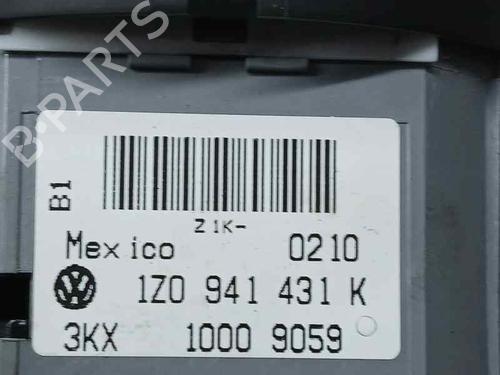 B-PARTS
B1
Z1K-
Mexico 0210
1Z0 941 431 K
3KX 1000 9059